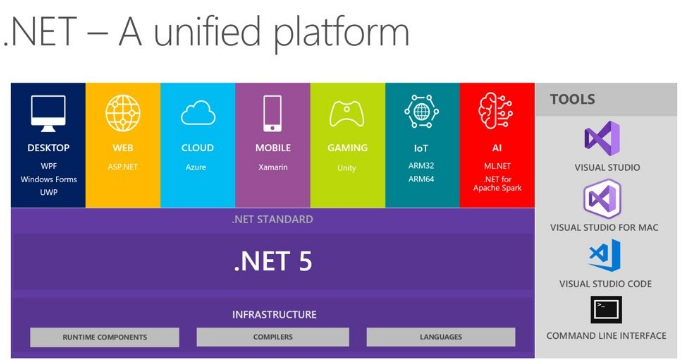 .NET – A unified platform
DESKTOP
WPF
Windows Forms
UWP
WEB
ASP.NET
CLOUD
Azure
MOBILE
Xamarin
GAMING
Unity
IoT
ARM32
ARM64
AI
ML.NET
.NET for
Apache Spark
.NET STANDARD
.NET 5
INFRASTRUCTURE
RUNTIME COMPONENTS
COMPILERS
LANGUAGES
TOOLS
VISUAL STUDIO
VISUAL STUDIO FOR MAC
VISUAL STUDIO CODE
>_
COMMAND LINE INTERFACE